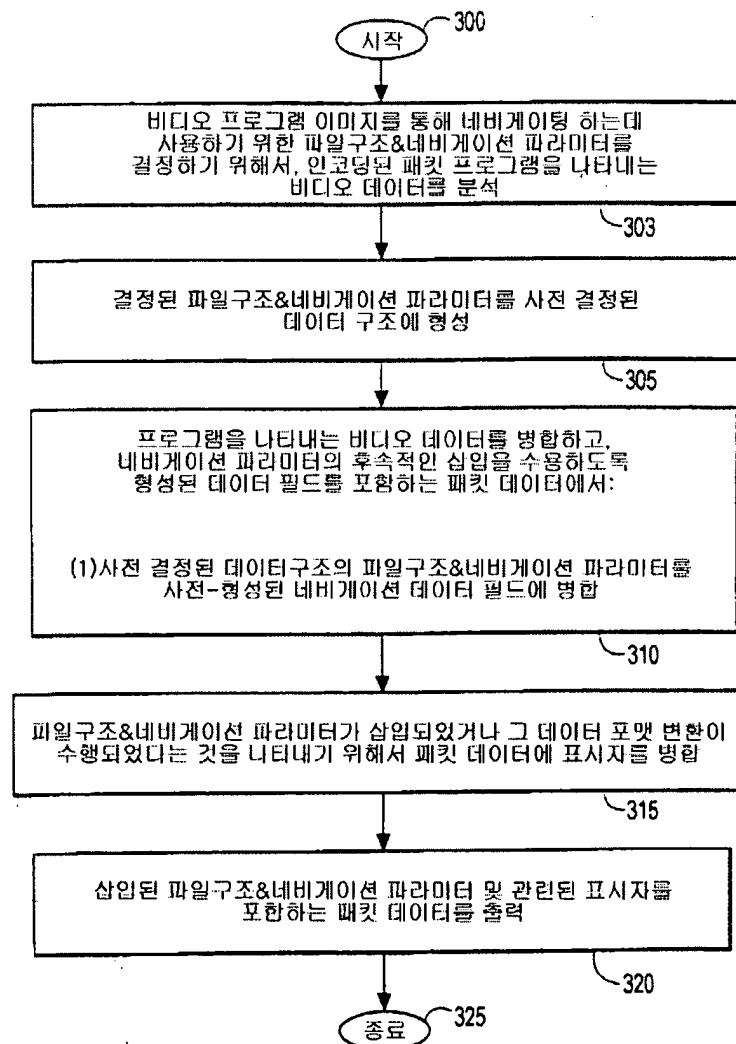 300
시작
비디오 프로그램 이미지를 통해 네비게이팅 하는데
사용하기 위한 파일구조&네비게이션 파라미터를
결정하기 위해서, 인코딩된 패킷 프로그램을 나타내는
비디오 데이터를 분석
303
결정된 파일구조&네비게이션 파라미터를 사전 결정된
데이터 구조에 형성
305
프로그램을 나타내는 비디오 데이터를 병합하고,
네비게이션 파라미터의 후속적인 삽입을 수용하도록
형성된 데이터 필드를 포함하는 패킷 데이터에서:
(1)사전 결정된 데이터구조의 파일구조&네비게이션 파라미터를
사전-형성된 네비게이션 데이터 필드에 병합
310
파일구조&네비게이션 파라미터가 삽입되었거나 그 데이터 포맷 변환이
수행되었다는 것을 나타내기 위해서 패킷 데이터에 표시자를 병합
315
삽입된 파일구조&네비게이션 파라미터 및 관련된 표시자를
포함하는 패킷 데이터를 출력
320
325
종료